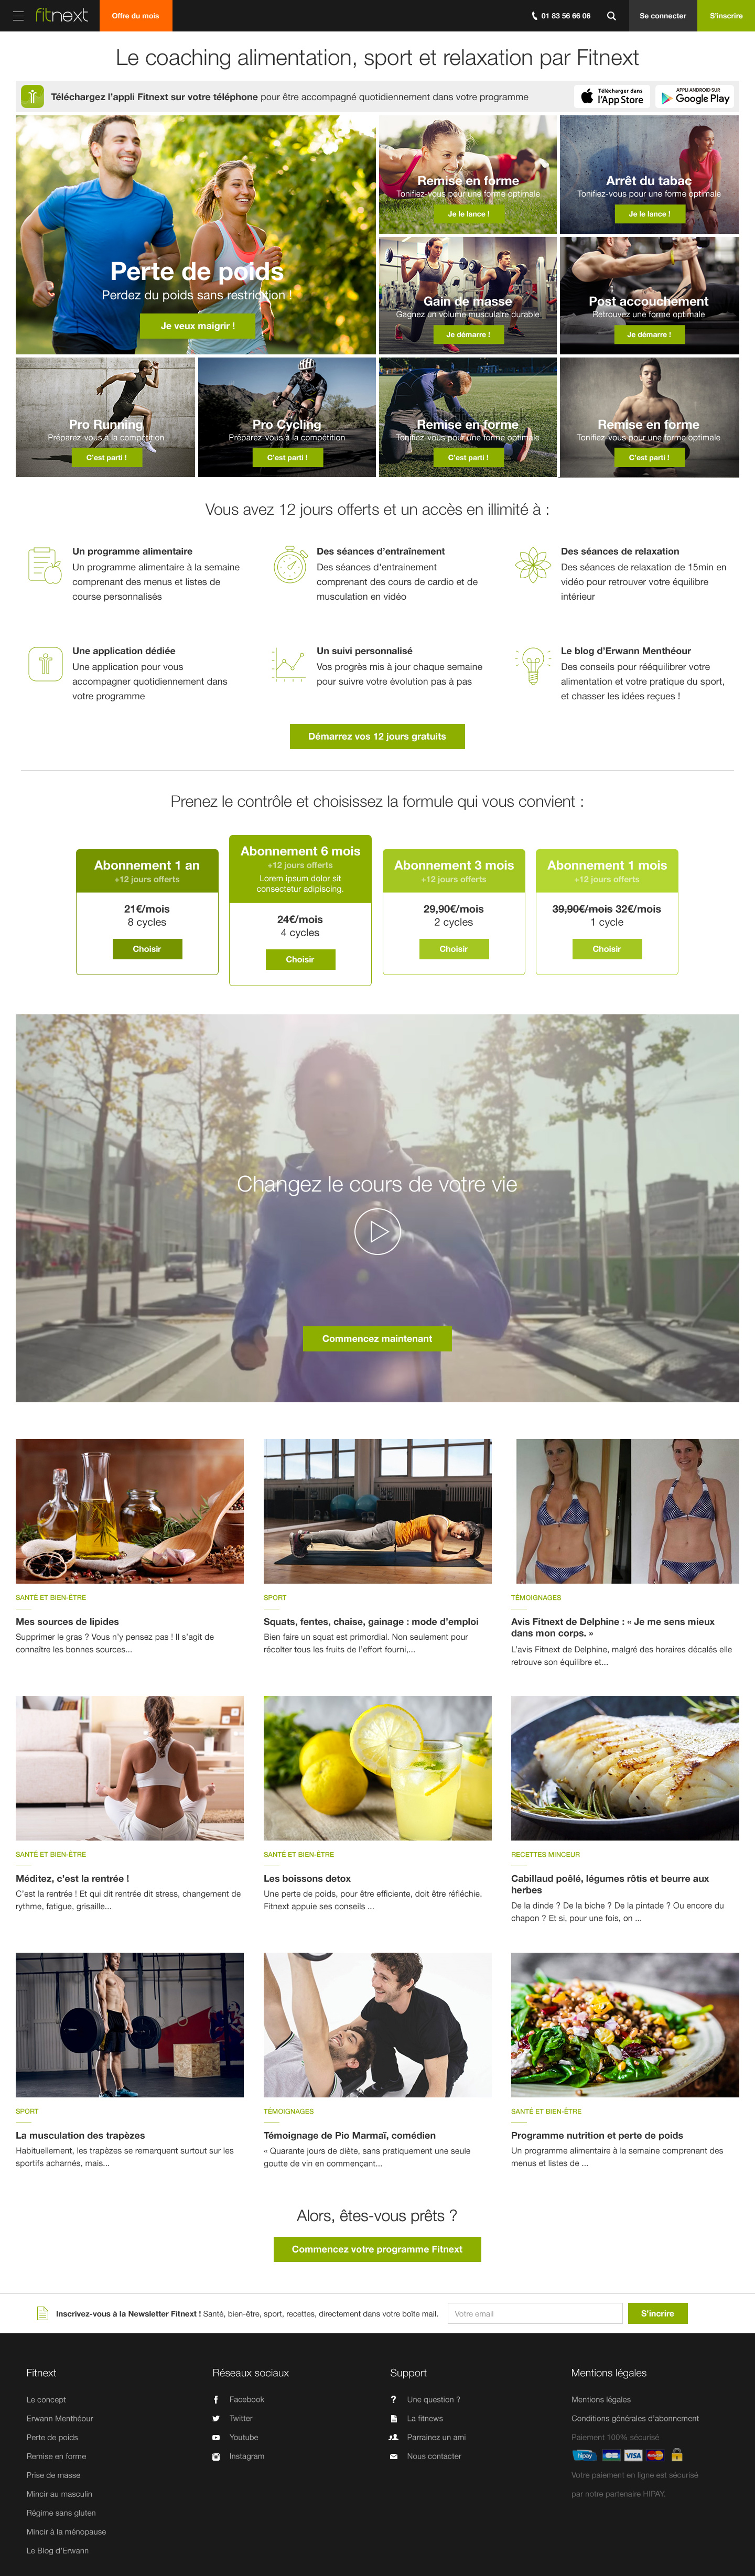 fitnext
Offre du mois
01 83 56 66 06
Se connecter
S'inscrire
Le coaching alimentation, sport et relaxation par Fitnext
Téléchargez l'appli Fitnext sur votre téléphone pour être accompagné quotidiennement dans votre programme
Télécharger dans
l'App Store
APPLI ANDROID SUR
Google Play
Perte de poids
Perdez du poids sans restriction !
Je veux maigrir !
Remise en forme
Tonifiez-vous pour une forme optimale
Je le lance !
Arrêt du tabac
Tonifiez-vous pour une forme optimale
Je le lance !
Gain de masse
Gagnez un volume musculaire durable
Je démarre !
Post accouchement
Retrouvez une forme optimale
Je démarre !
Pro Running
Préparez-vous à la compétition
C'est parti !
Pro Cycling
Préparez-vous à la compétition
C'est parti !
Remise en forme
Tonifiez-vous pour une forme optimale
C'est parti !
Remise en forme
Tonifiez-vous pour une forme optimale
C'est parti !
Vous avez 12 jours offerts et un accès en illimité à :
Un programme alimentaire
Un programme alimentaire à la semaine
comprenant des menus et listes de
course personnalisés
Des séances d'entraînement
Des séances d'entrainement
comprenant des cours de cardio et de
musculation en vidéo
Des séances de relaxation
Des séances de relaxation de 15min en
vidéo pour retrouver votre équilibre
intérieur
Une application dédiée
Une application pour vous
accompagner quotidiennement dans
votre programme
Un suivi personnalisé
Vos progrès mis à jour chaque semaine
pour suivre votre évolution pas à pas
Le blog d'Erwann Menthéour
Des conseils pour rééquilibrer votre
alimentation et votre pratique du sport,
et chasser les idées reçues !
Démarrez vos 12 jours gratuits
Prenez le contrôle et choisissez la formule qui vous convient :
Abonnement 1 an
+12 jours offerts
21€/mois
8 cycles
Choisir
Abonnement 6 mois
+12 jours offerts
Lorem ipsum dolor sit
consectetur adipiscing.
24€/mois
4 cycles
Choisir
Abonnement 3 mois
+12 jours offerts
29,90€/mois
2 cycles
Choisir
Abonnement 1 mois
+12 jours offerts
39,90€/mois 32€/mois
1 cycle
Choisir
Changez le cours de votre vie
Commencez maintenant
SANTÉ ET BIEN-ÊTRE
Mes sources de lipides
Supprimer le gras ? Vous n'y pensez pas ! Il s'agit de
connaître les bonnes sources...
SPORT
Squats, fentes, chaise, gainage : mode d'emploi
Bien faire un squat est primordial. Non seulement pour
récolter tous les fruits de l'effort fourni,...
TÉMOIGNAGES
Avis Fitnext de Delphine : « Je me sens mieux
dans mon corps. »
L'avis Fitnext de Delphine, malgré des horaires décalés elle
retrouve son équilibre et...
SANTÉ ET BIEN-ÊTRE
Méditez, c'est la rentrée !
C'est la rentrée ! Et qui dit rentrée dit stress, changement de
rythme, fatigue, grisaille...
SANTÉ ET BIEN-ÊTRE
Les boissons detox
Une perte de poids, pour être efficiente, doit être réfléchie.
Fitnext appuie ses conseils ...
RECETTES MINCEUR
Cabillaud poêlé, légumes rôtis et beurre aux
herbes
De la dinde ? De la biche ? De la pintade ? Ou encore du
chapon ? Et si, pour une fois, on ...
SPORT
La musculation des trapèzes
Habituellement, les trapèzes se remarquent surtout sur les
sportifs acharnés, mais...
TÉMOIGNAGES
Témoignage de Pio Marmaï, comédien
« Quarante jours de diète, sans pratiquement une seule
goutte de vin en commençant...
SANTÉ ET BIEN-ÊTRE
Programme nutrition et perte de poids
Un programme alimentaire à la semaine comprenant des
menus et listes de ...
Alors, êtes-vous prêts ?
Commencez votre programme Fitnext
Inscrivez-vous à la Newsletter Fitnext ! Santé, bien-être, sport, recettes, directement dans votre boîte mail.
Votre email
S'incrire
Fitnext
Le concept
Erwann Menthéour
Perte de poids
Remise en forme
Prise de masse
Mincir au masculin
Régime sans gluten
Mincir à la ménopause
Le Blog d'Erwann
Réseaux sociaux
Facebook
Twitter
Youtube
Instagram
Support
Une question ?
La fitnews
Parrainez un ami
Nous contacter
Mentions légales
Mentions légales
Conditions générales d'abonnement
Paiement 100% sécurisé
Hipay
VISA
Votre paiement en ligne est sécurisé
par notre partenaire HIPAY.